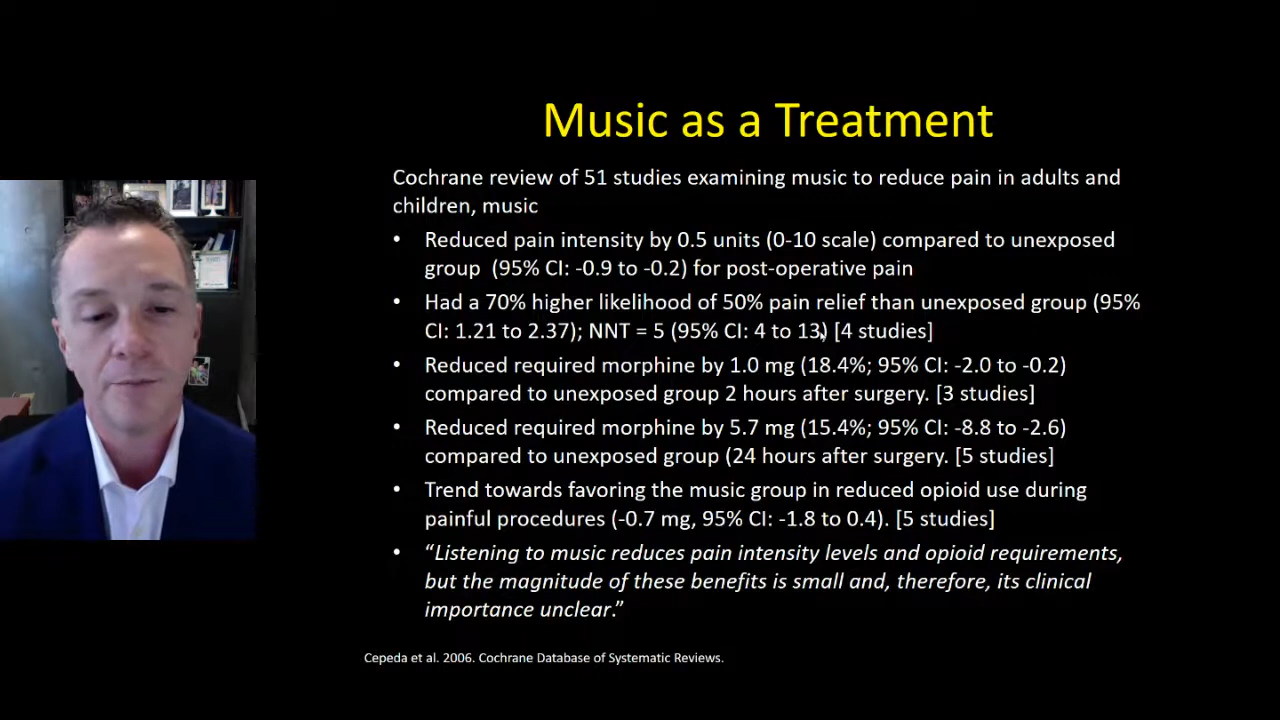 Music as a Treatment
Cochrane review of 51 studies examining music to reduce pain in adults and
children, music
• Reduced pain intensity by 0.5 units (0-10 scale) compared to unexposed
group (95% CI: -0.9 to -0.2) for post-operative pain
• Had a 70% higher likelihood of 50% pain relief than unexposed group (95%
CI: 1.21 to 2.37); NNT = 5 (95% CI: 4 to 13) [4 studies]
• Reduced required morphine by 1.0 mg (18.4%; 95% CI: -2.0 to -0.2)
compared to unexposed group 2 hours after surgery. [3 studies]
• Reduced required morphine by 5.7 mg (15.4%; 95% CI: -8.8 to -2.6)
compared to unexposed group (24 hours after surgery. [5 studies]
• Trend towards favoring the music group in reduced opioid use during
painful procedures (-0.7 mg, 95% CI: -1.8 to 0.4). [5 studies]
• “Listening to music reduces pain intensity levels and opioid requirements,
but the magnitude of these benefits is small and, therefore, its clinical
importance unclear.”
Cepeda et al. 2006. Cochrane Database of Systematic Reviews.